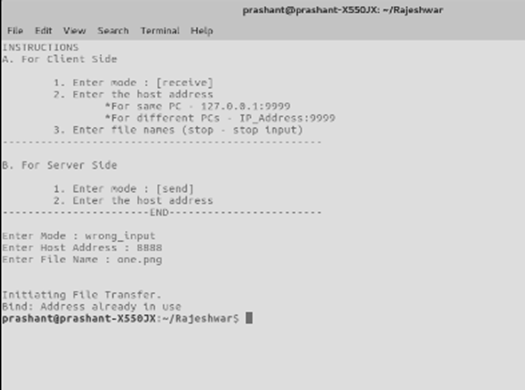 prashant@prashant-X550JX: ~/Rajeshwar
File Edit View Search Terminal Help
INSTRUCTIONS
A. For Client Side
1. Enter mode : [receive]
2. Enter the host address
*For same PC - 127.0.0.1:9999
*For different PCs - IP_Address:9999
3. Enter file names (stop - stop input)
--------------------------------------------------------
B. For Server Side
1. Enter mode : [send]
2. Enter the host address
--------------------------END---------------------------
Enter Mode : wrong_input
Enter Host Address : 8888
Enter File Name : one.png
Initiating File Transfer.
Bind: Address already in use
prashant@prashant-X550JX:~/Rajeshwar$